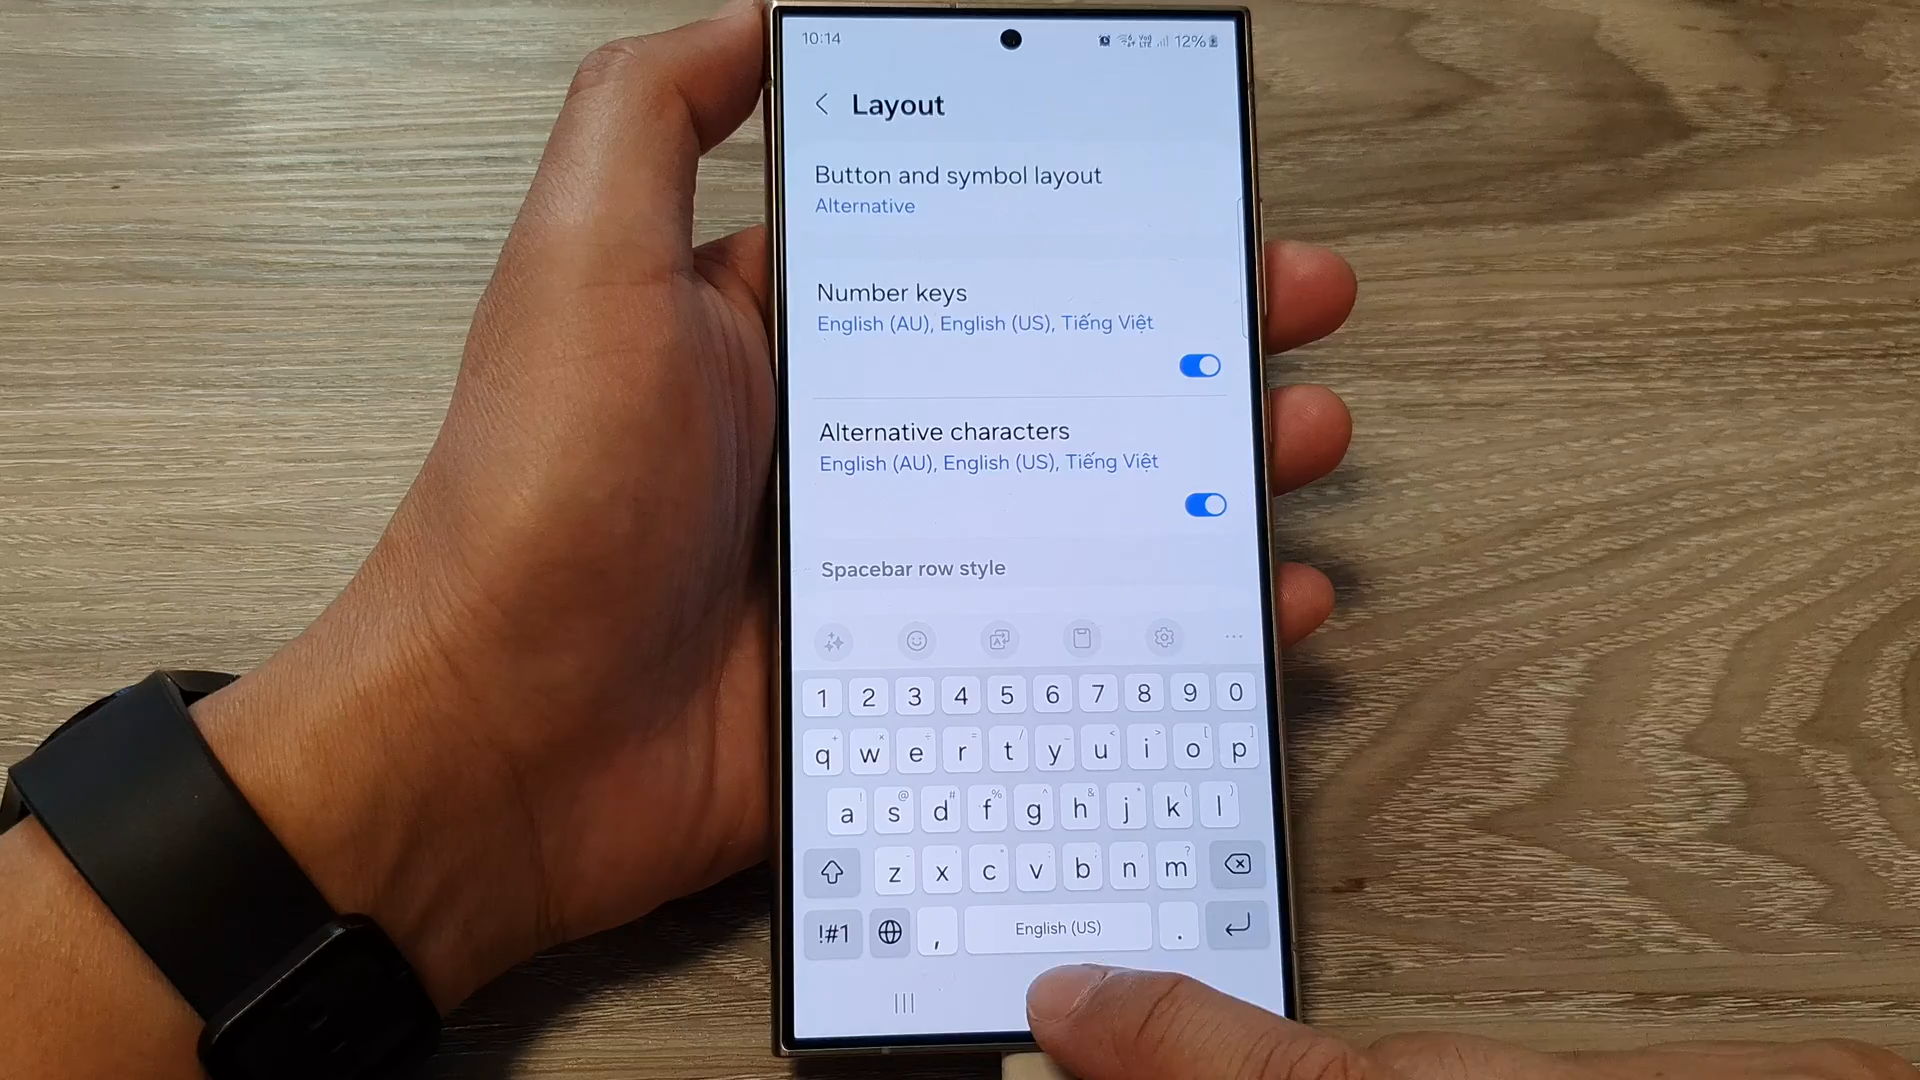 10:14
12%
Layout
Button and symbol layout
Alternative
Number keys
English (AU), English (US), Tiếng Việt
Alternative characters
English (AU), English (US), Tiếng Việt
Spacebar row style
1 2 3 4 5 6 7 8 9 0
q w e r t y u i o p
a s d f g h j k l
z x c v b n m
!#1 , English (US) .